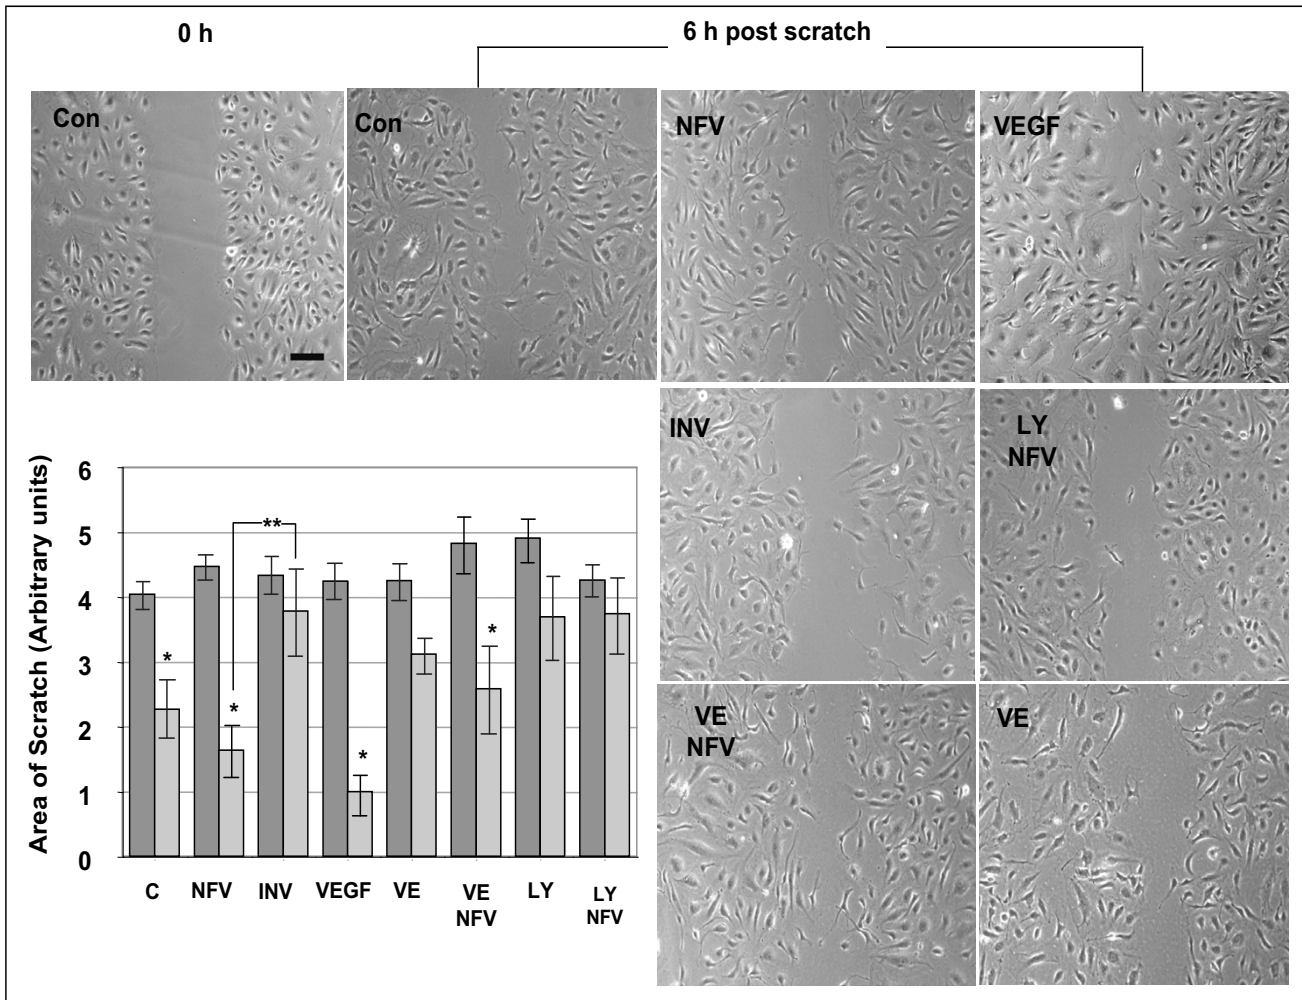 0 h
6 h post scratch
Con
Con
NFV
VEGF
INV
LY
NFV
VE
NFV
VE
Area of Scratch (Arbitrary units)
6
5
4
3
2
1
0
**
*
*
*
*
C
NFV
INV
VEGF
VE
VE
NFV
LY
LY
NFV